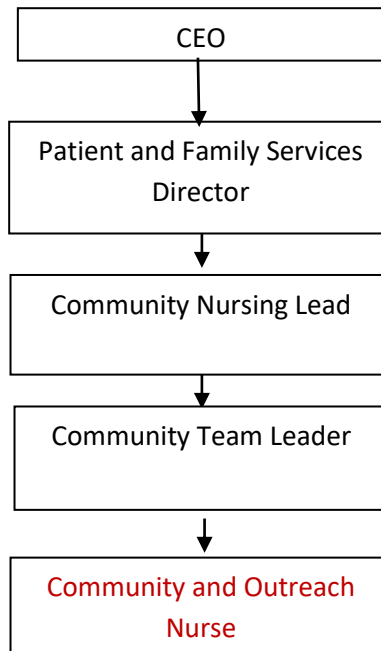 CEO
Patient and Family Services
Director
Community Nursing Lead
Community Team Leader
Community and Outreach
Nurse